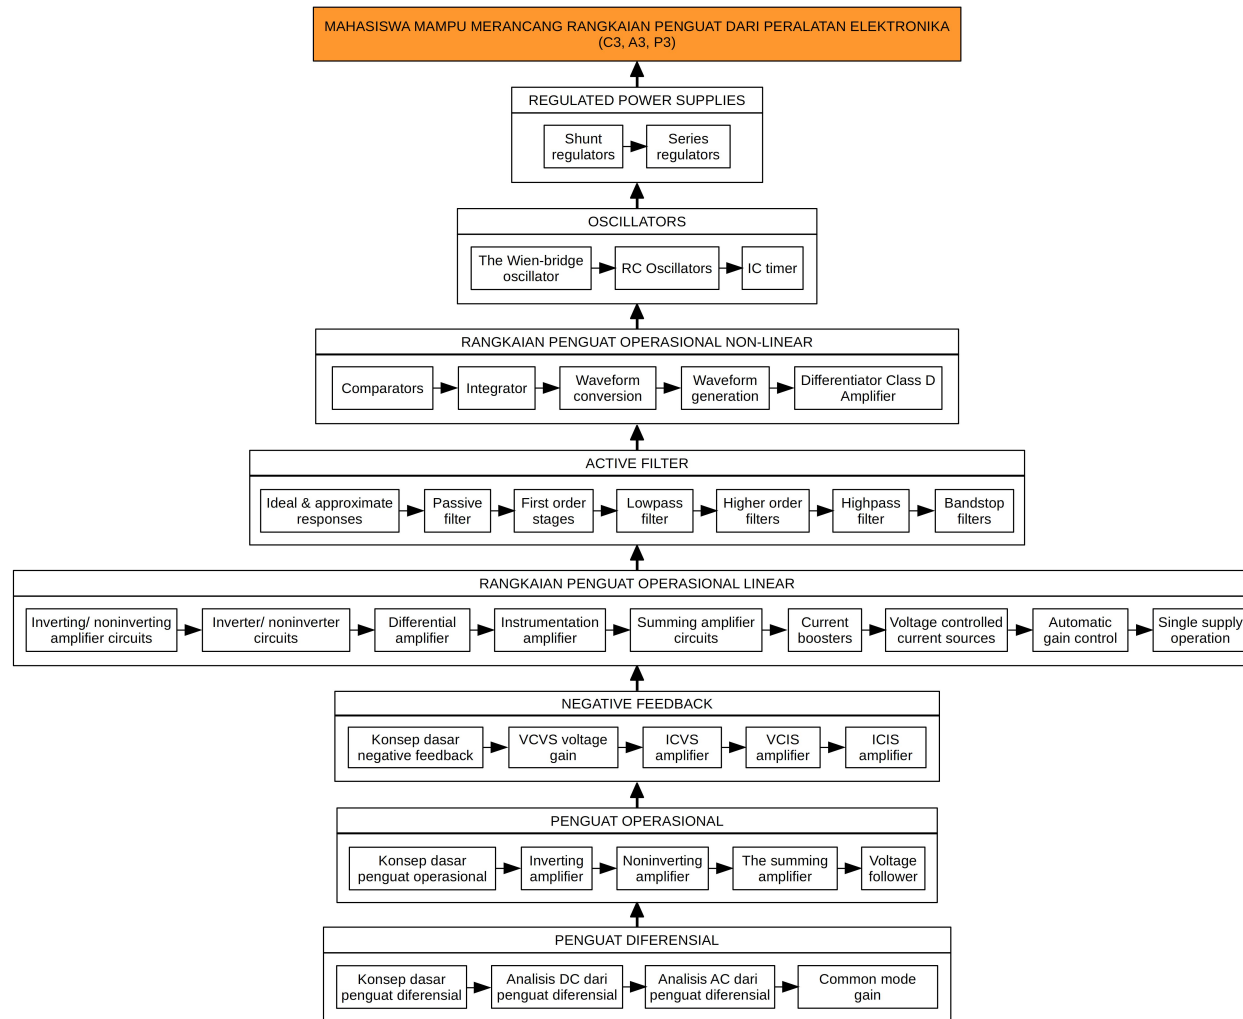 MAHASISWA MAMPU MERANCANG RANGKAIAN PENGUAT DARI PERALATAN ELEKTRONIKA
(C3, A3, P3)
REGULATED POWER SUPPLIES
Shunt
regulators
Series
regulators
OSCILLATORS
The Wien-bridge
oscillator
RC Oscillators
IC timer
RANGKAIAN PENGUAT OPERASIONAL NON-LINEAR
Comparators
Integrator
Waveform
conversion
Waveform
generation
Differentiator Class D
Amplifier
ACTIVE FILTER
Ideal & approximate
responses
Passive
filter
First order
stages
Lowpass
filter
Higher order
filters
Highpass
filter
Bandstop
filters
RANGKAIAN PENGUAT OPERASIONAL LINEAR
Inverting/ noninverting
amplifier circuits
Inverter/ noninverter
circuits
Differential
amplifier
Instrumentation
amplifier
Summing amplifier
circuits
Current
boosters
Voltage controlled
current sources
Automatic
gain control
Single supply
operation
NEGATIVE FEEDBACK
Konsep dasar
negative feedback
VCVS voltage
gain
ICVS
amplifier
VCIS
amplifier
ICIS
amplifier
PENGUAT OPERASIONAL
Konsep dasar
penguat operasional
Inverting
amplifier
Noninverting
amplifier
The summing
amplifier
Voltage
follower
PENGUAT DIFERENSIAL
Konsep dasar
penguat diferensial
Analisis DC dari
penguat diferensial
Analisis AC dari
penguat diferensial
Common mode
gain